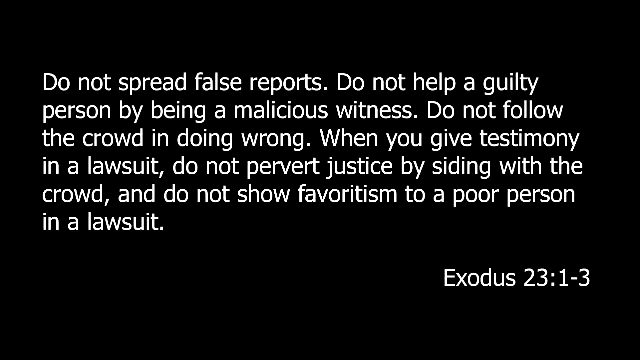 Do not spread false reports. Do not help a guilty
person by being a malicious witness. Do not follow
the crowd in doing wrong. When you give testimony
in a lawsuit, do not pervert justice by siding with the
crowd, and do not show favoritism to a poor person
in a lawsuit.
Exodus 23:1-3